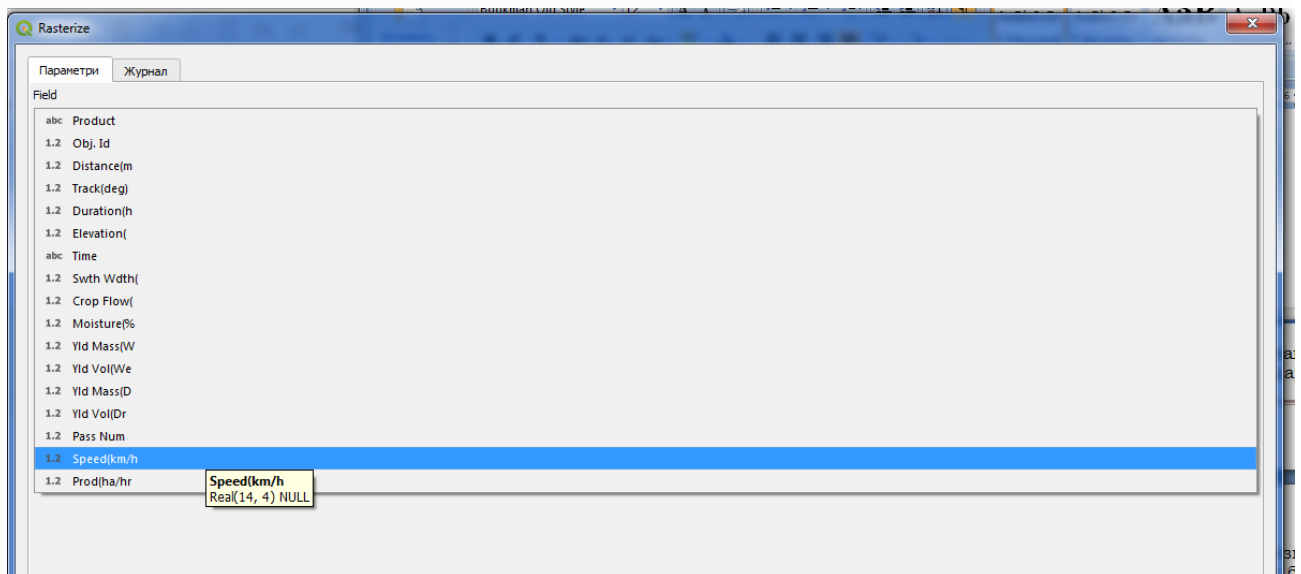 Bookman Old Style
Rasterize
Параметри Журнал
Field
abc Product
1.2 Obj. Id
1.2 Distance(m
1.2 Track(deg)
1.2 Duration(h
1.2 Elevation(
abc Time
1.2 Swth Wdth(
1.2 Crop Flow(
1.2 Moisture(%
1.2 Yld Mass(W
1.2 Yld Vol(We
1.2 Yld Mass(D
1.2 Yld Vol(Dr
1.2 Pass Num
1.2 Speed(km/h
1.2 Prod(ha/hr
Speed(km/h
Real(14, 4) NULL